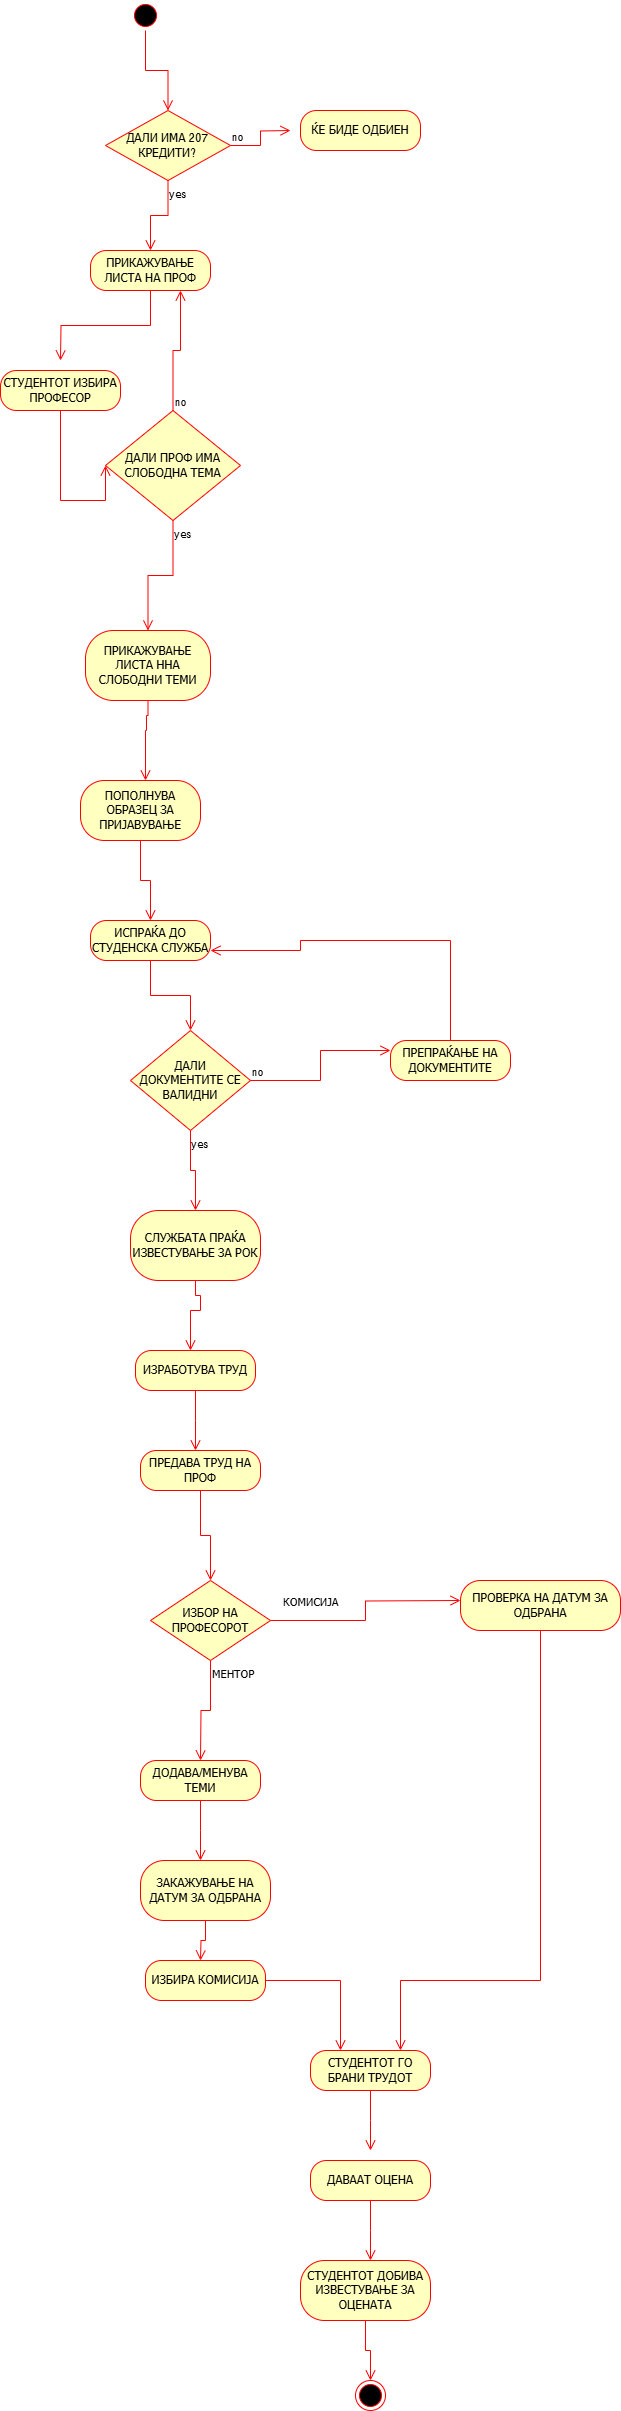 ДАЛИ ИМА 207
КРЕДИТИ?
no
ЌЕ БИДЕ ОДБИЕН
yes
ПРИКАЖУВАЊЕ
ЛИСТА НА ПРОФ
СТУДЕНТОТ ИЗБИРА
ПРОФЕСОР
no
ДАЛИ ПРОФ ИМА
СЛОБОДНА ТЕМА
yes
ПРИКАЖУВАЊЕ
ЛИСТА ННА
СЛОБОДНИ ТЕМИ
ПОПОЛНУВА
ОБРАЗЕЦ ЗА
ПРИЈАВУВАЊЕ
ИСПРАЌА ДО
СТУДЕНСКА СЛУЖБА
ДАЛИ
ДОКУМЕНТИТЕ СЕ
ВАЛИДНИ
no
ПРЕПРАЌАЊЕ НА
ДОКУМЕНТИТЕ
yes
СЛУЖБАТА ПРАЌА
ИЗВЕСТУВАЊЕ ЗА РОК
ИЗРАБОТУВА ТРУД
ПРЕДАВА ТРУД НА
ПРОФ
ИЗБОР НА
ПРОФЕСОРОТ
КОМИСИЈА
ПРОВЕРКА НА ДАТУМ ЗА
ОДБРАНА
МЕНТОР
ДОДАВА/МЕНУВА
ТЕМИ
ЗАКАЖУВАЊЕ НА
ДАТУМ ЗА ОДБРАНА
ИЗБИРА КОМИСИЈА
СТУДЕНТОТ ГО
БРАНИ ТРУДОТ
ДАВААТ ОЦЕНА
СТУДЕНТОТ ДОБИВА
ИЗВЕСТУВАЊЕ ЗА
ОЦЕНАТА